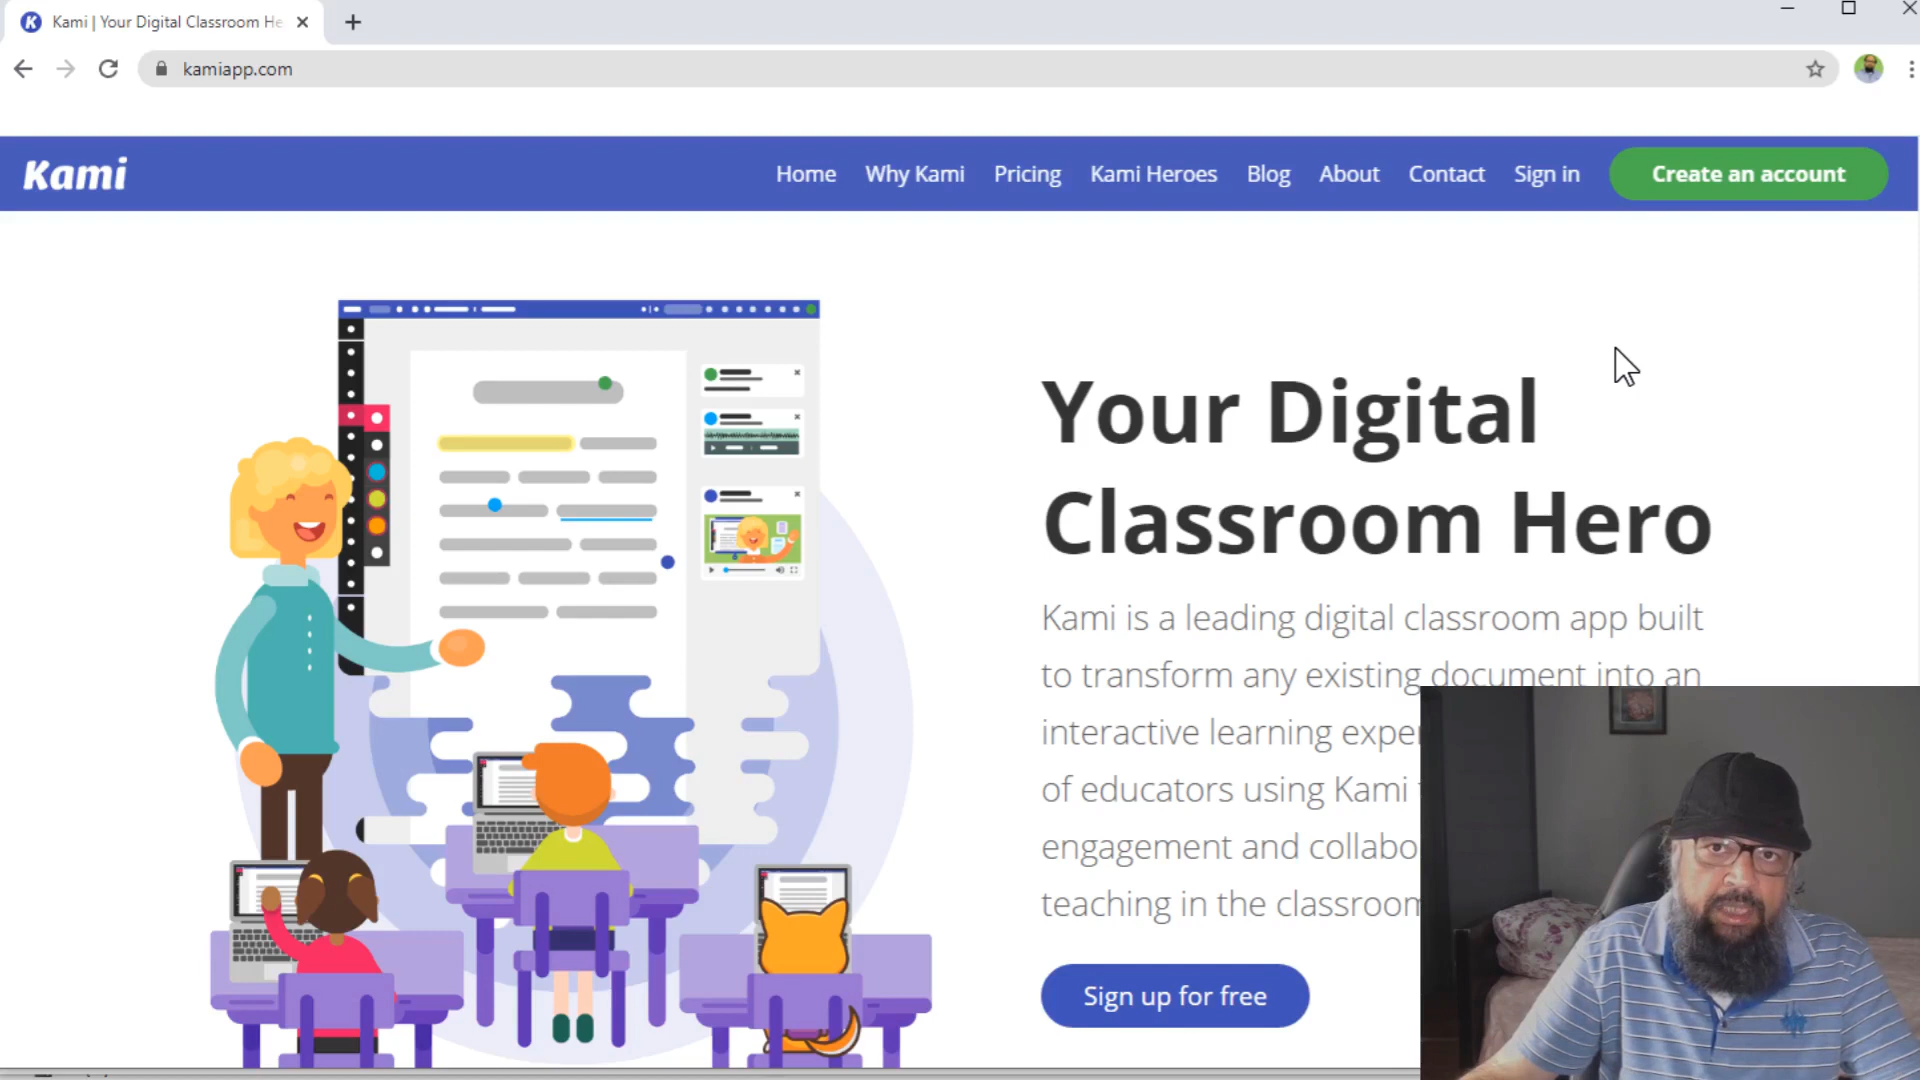 Kami | Your Digital Classroom He
kamiapp.com
Kami
Home Why Kami Pricing Kami Heroes Blog About Contact Sign in Create an account
Your Digital
Classroom Hero
Kami is a leading digital classroom app built
to transform any existing document into an
interactive learning
of educators using Kami
engagement and
teaching in the classroom
Sign up for free